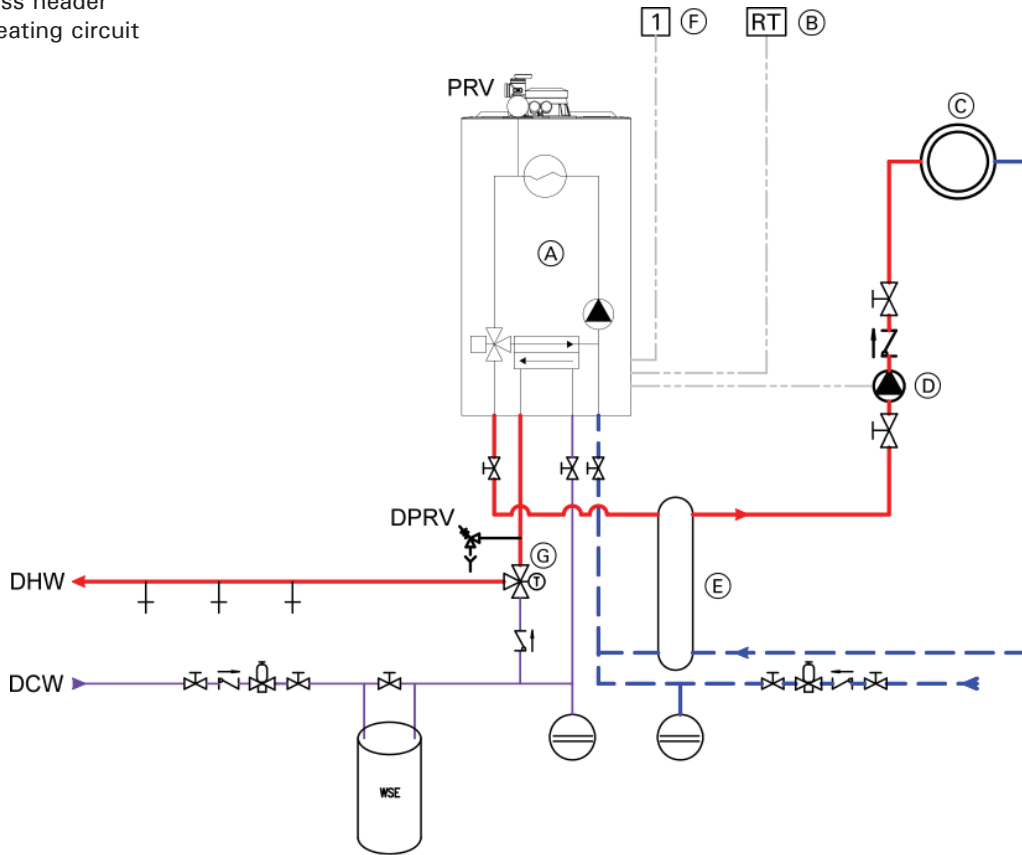 ss header
eating circuit
1 F RT B
PRV
C
A
D
DPRV
G
T
DHW
E
DCW
WSE